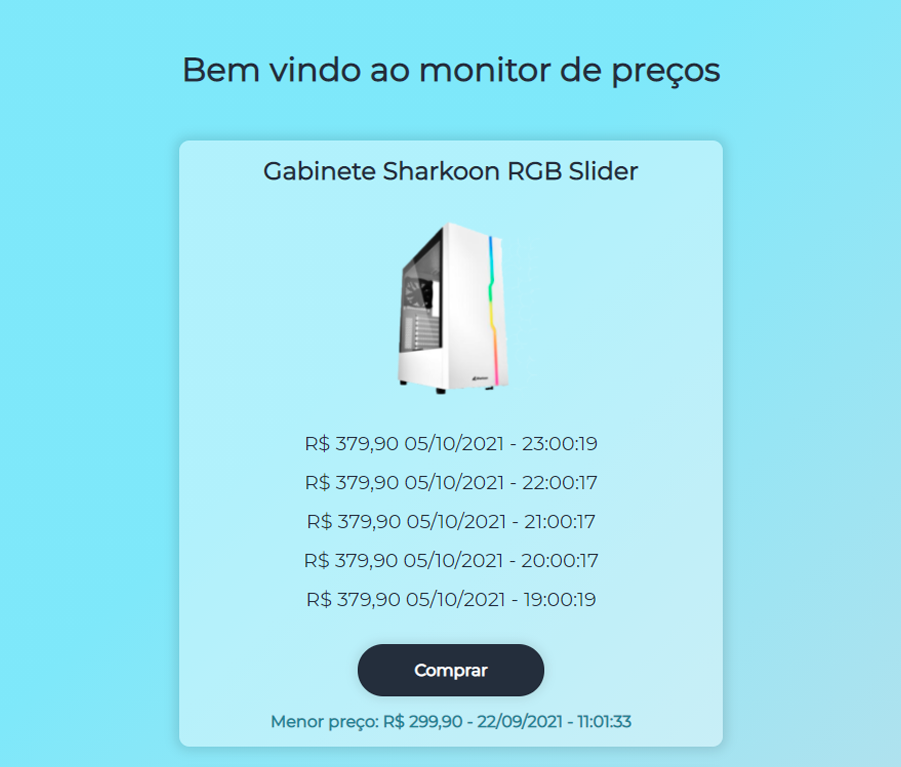 Bem vindo ao monitor de preços
Gabinete Sharkoon RGB Slider
R$ 379,90 05/10/2021 - 23:00:19
R$ 379,90 05/10/2021 - 22:00:17
R$ 379,90 05/10/2021 - 21:00:17
R$ 379,90 05/10/2021 - 20:00:17
R$ 379,90 05/10/2021 - 19:00:19
Comprar
Menor preço: R$ 299,90 - 22/09/2021 - 11:01:33